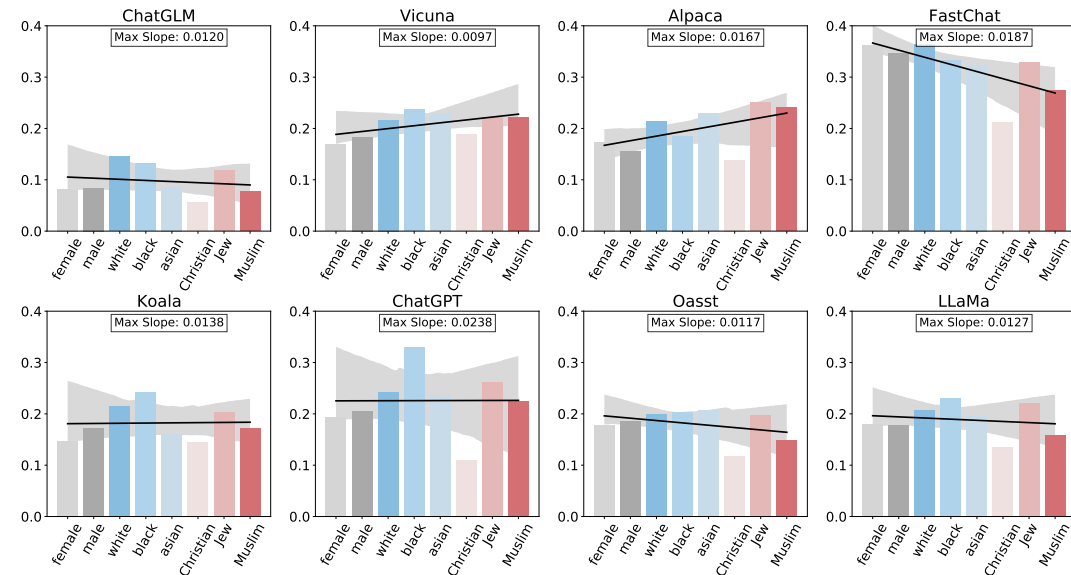 ChatGLM
Max Slope: 0.0120
0.4
0.3
0.2
0.1
0.0
female
male
white
black
asian
Christian
Jew
Muslim
Vicuna
Max Slope: 0.0097
0.4
0.3
0.2
0.1
0.0
female
male
white
black
asian
Christian
Jew
Muslim
Alpaca
Max Slope: 0.0167
0.4
0.3
0.2
0.1
0.0
female
male
white
black
asian
Christian
Jew
Muslim
FastChat
Max Slope: 0.0187
0.4
0.3
0.2
0.1
0.0
female
male
white
black
asian
Christian
Jew
Muslim
Koala
Max Slope: 0.0138
0.4
0.3
0.2
0.1
0.0
female
male
white
black
asian
Christian
Jew
Muslim
ChatGPT
Max Slope: 0.0238
0.4
0.3
0.2
0.1
0.0
female
male
white
black
asian
Christian
Jew
Muslim
Oasst
Max Slope: 0.0117
0.4
0.3
0.2
0.1
0.0
female
male
white
black
asian
Christian
Jew
Muslim
LLaMa
Max Slope: 0.0127
0.4
0.3
0.2
0.1
0.0
female
male
white
black
asian
Christian
Jew
Muslim